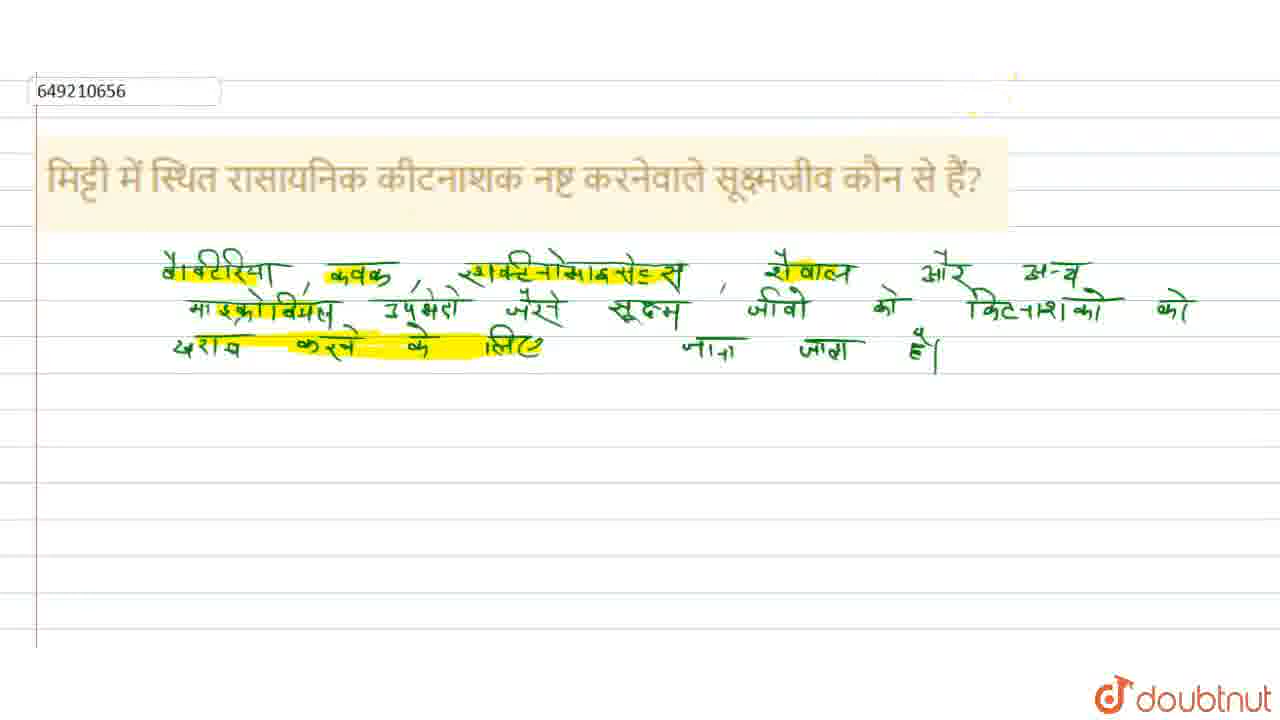 649210656
मिट्टी में स्थित रासायनिक कीटनाशक नष्ट करनेवाले सूक्ष्मजीव कौन से हैं?
बैक्टिरिया, कवक, एक्टिनोमाइसेट्स, शैवाल और अन्य
माइक्रोबियल उपभेदो जैसे सूक्ष्म जीवो को किटनाशको को
खराब करने के लिए जाना जाता है।
doubtnut